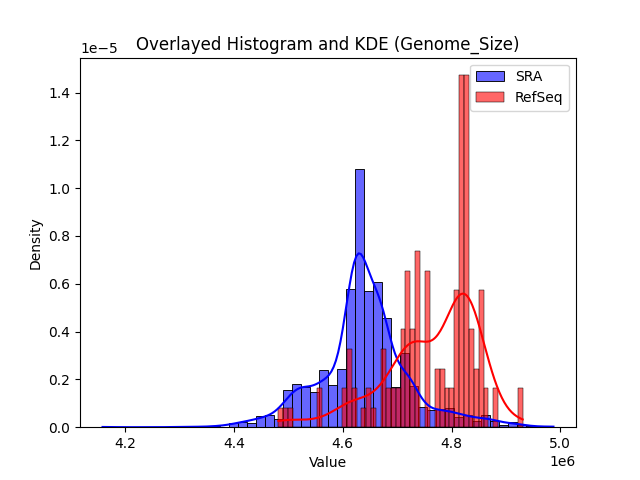 Overlayed Histogram and KDE (Genome_Size)
1e−5
SRA
RefSeq
1.4
1.2
1.0
0.8
0.6
0.4
0.2
0.0
Density
4.2
4.4
4.6
4.8
5.0
1e6
Value